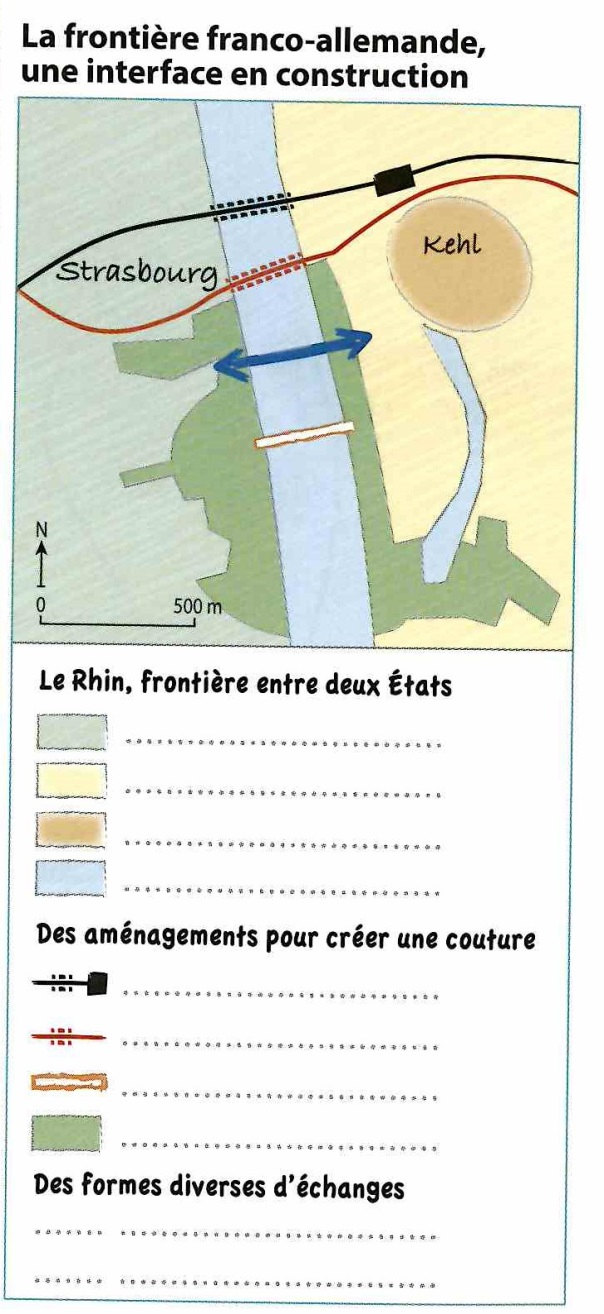 La frontière franco-allemande,
une interface en construction
Kehl
Strasbourg
N
0 500 m
Le Rhin, frontière entre deux États
Des aménagements pour créer une couture
Des formes diverses d'échanges